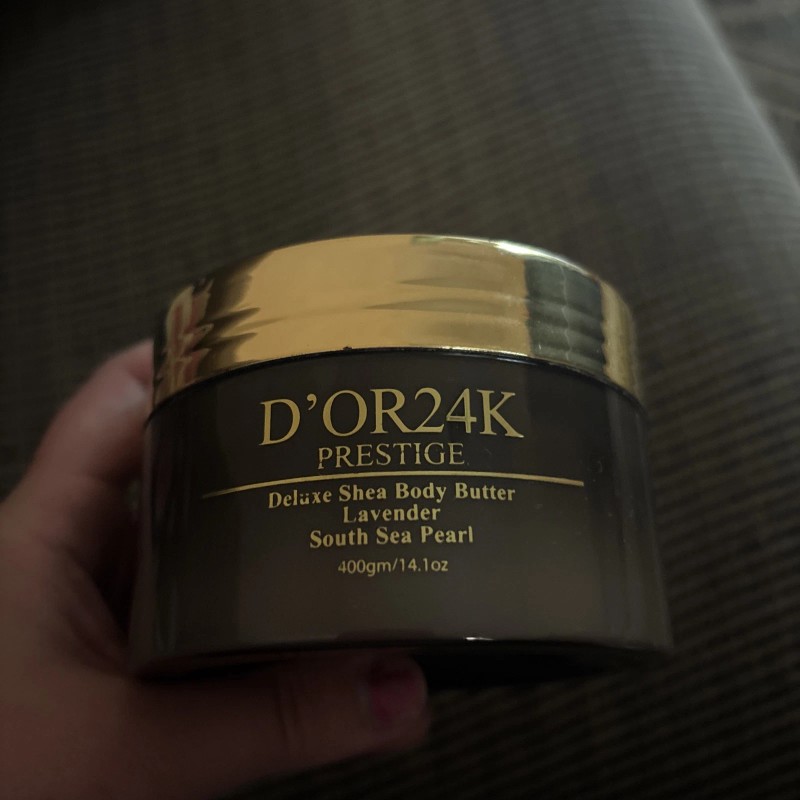 D'OR24K
PRESTIGE
Deluxe Shea Body Butter
Lavender
South Sea Pearl
400gm/14.1oz